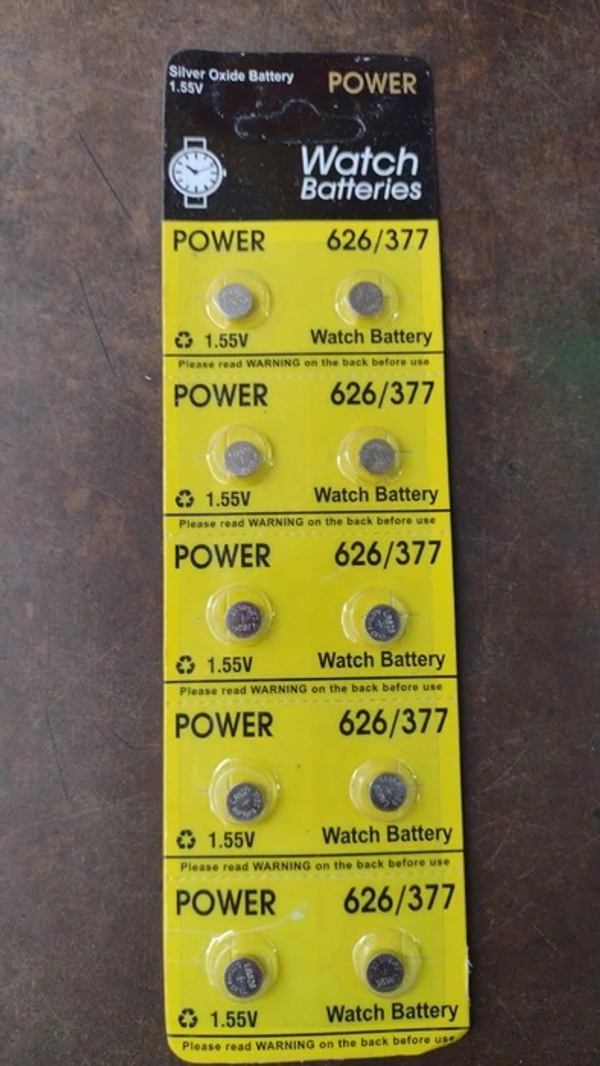 Silver Oxide Battery
1.55V
POWER
Watch
Batteries
POWER 626/377
1.55V Watch Battery
Please read WARNING on the back before use
POWER 626/377
1.55V Watch Battery
Please read WARNING on the back before use
POWER 626/377
1.55V Watch Battery
Please read WARNING on the back before use
POWER 626/377
1.55V Watch Battery
Please read WARNING on the back before use
POWER 626/377
1.55V Watch Battery
Please read WARNING on the back before use